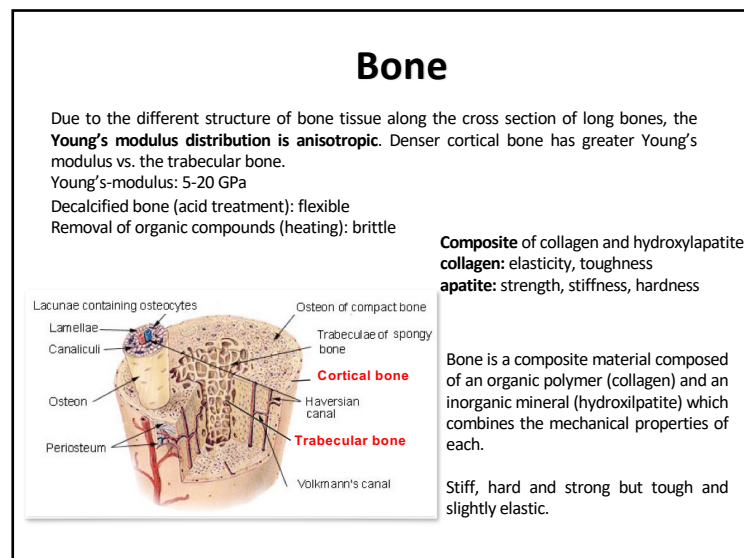 Bone
Due to the different structure of bone tissue along the cross section of long bones, the
Young's modulus distribution is anisotropic. Denser cortical bone has greater Young's
modulus vs. the trabecular bone.
Young's-modulus: 5-20 GPa
Decalcified bone (acid treatment): flexible
Removal of organic compounds (heating): brittle
Composite of collagen and hydroxylapatite
collagen: elasticity, toughness
apatite: strength, stiffness, hardness
Lacunae containing osteocytes
Lamellae
Canaliculi
Osteon
Periosteum
Osteon of compact bone
Trabeculae of spongy
bone
Cortical bone
Haversian
canal
Trabecular bone
Volkmann's canal
Bone is a composite material composed
of an organic polymer (collagen) and an
inorganic mineral (hydroxilpatite) which
combines the mechanical properties of
each.
Stiff, hard and strong but tough and
slightly elastic.